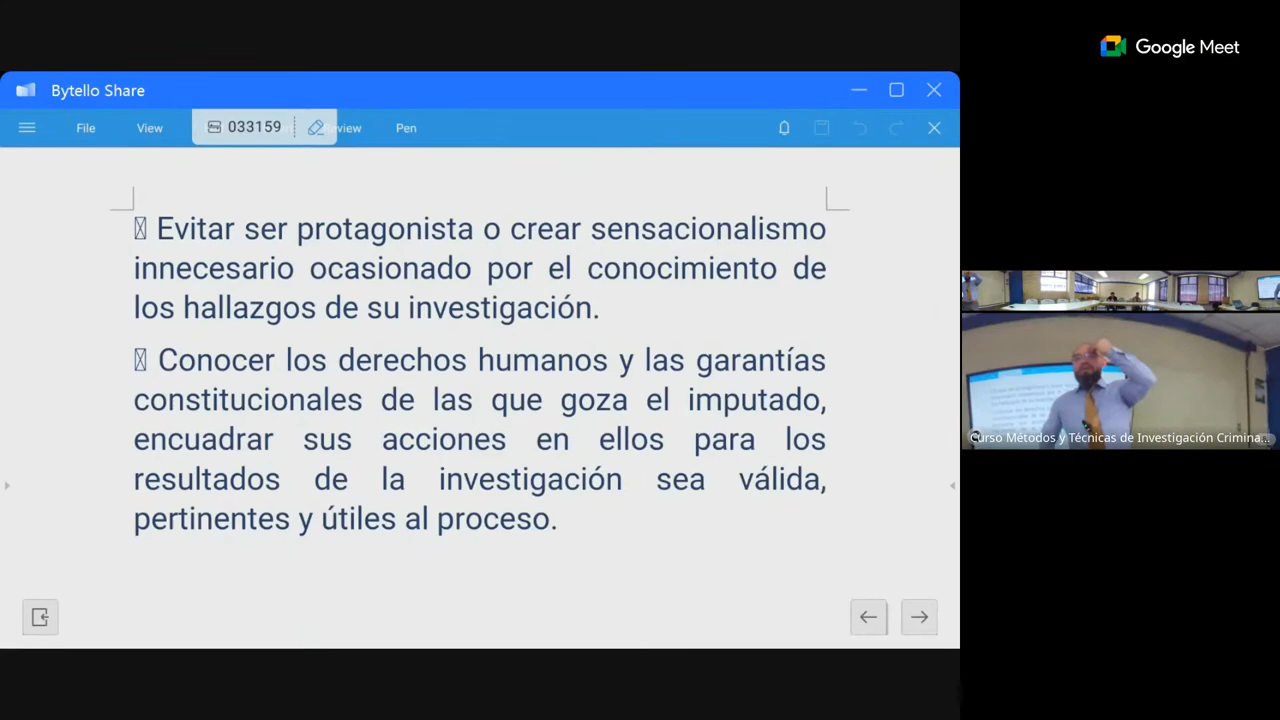 Google Meet
Bytello Share
File View 033159 Review Pen
Evitar ser protagonista o crear sensacionalismo
innecesario ocasionado por el conocimiento de
los hallazgos de su investigación.
Conocer los derechos humanos y las garantías
constitucionales de las que goza el imputado,
encuadrar sus acciones en ellos para los
resultados de la investigación sea válida,
pertinentes y útiles al proceso.
Curso Métodos y Técnicas de Investigación Crimina...